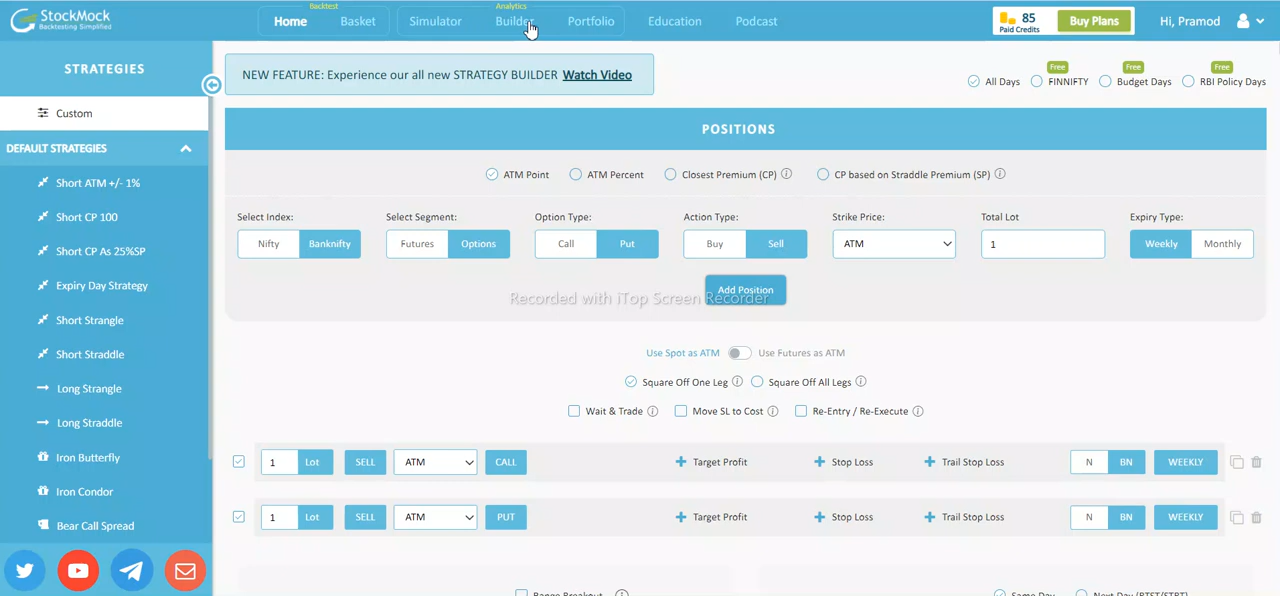 StockMock
Backtesting Simplified
Backtest
Home Basket
Analytics
Simulator Builder Portfolio
Education Podcast
85
Paid Credits
Buy Plans
Hi, Pramod
STRATEGIES
Custom
DEFAULT STRATEGIES
Short ATM +/- 1%
Short CP 100
Short CP As 25%SP
Expiry Day Strategy
Short Strangle
Short Straddle
Long Strangle
Long Straddle
Iron Butterfly
Iron Condor
Bear Call Spread
NEW FEATURE: Experience our all new STRATEGY BUILDER Watch Video
Free Free Free
All Days FINNIFTY Budget Days RBI Policy Days
POSITIONS
ATM Point ATM Percent Closest Premium (CP) CP based on Straddle Premium (SP)
Select Index: Select Segment: Option Type: Action Type: Strike Price: Total Lot Expiry Type:
Nifty Banknifty Futures Options Call Put Buy Sell ATM 1 Weekly Monthly
Add Position
Recorded with iTop Screen Recorder
Use Spot as ATM Use Futures as ATM
Square Off One Leg Square Off All Legs
Wait & Trade Move SL to Cost Re-Entry / Re-Execute
1 Lot SELL ATM CALL + Target Profit + Stop Loss + Trail Stop Loss N BN WEEKLY
1 Lot SELL ATM PUT + Target Profit + Stop Loss + Trail Stop Loss N BN WEEKLY
Range Breakout Same Day Next Day (BTST/STBT)